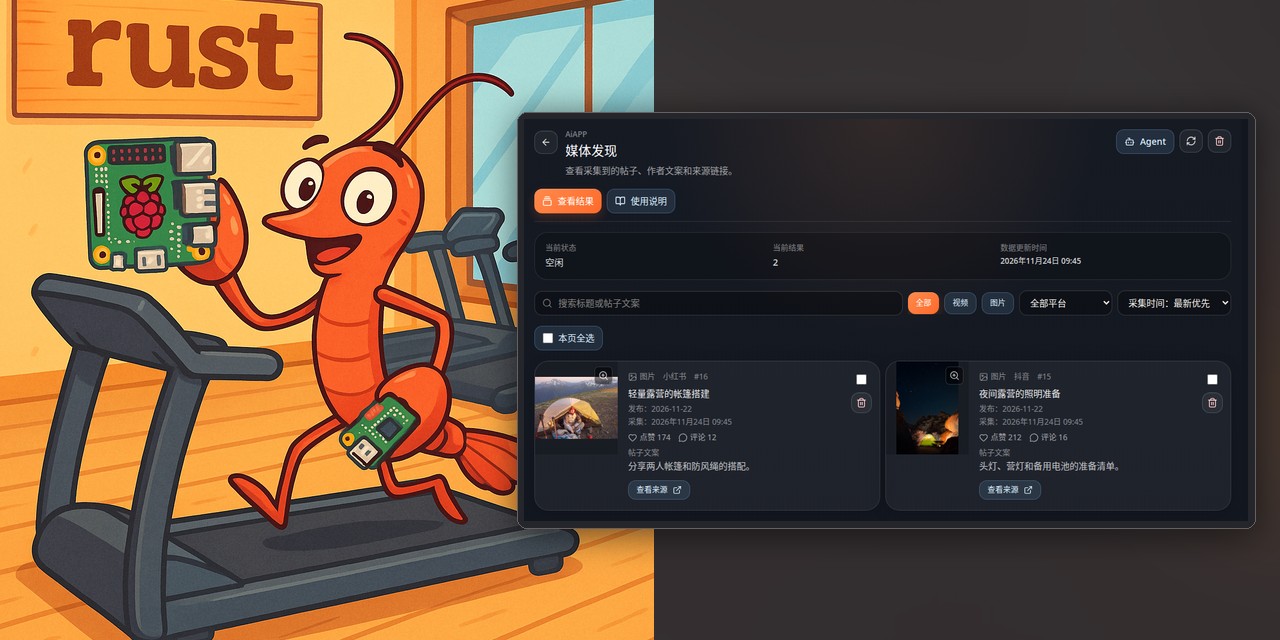 rust
AiAPP
媒体发现
查看采集到的帖子、作者文案和来源链接。
Agent
查看结果
使用说明
当前状态
空闲
当前结果
2
数据更新时间
2026年11月24日 09:45
搜索标题或帖子文案
全部
视频
图片
全部平台
采集时间：最新优先
本页全选
图片 小红书 #16
轻量露营的帐篷搭建
发布：2026-11-22
采集：2026年11月24日 09:45
点赞 174 评论 12
帖子文案
分享两人帐篷和防风绳的搭配。
查看来源
图片 抖音 #15
夜间露营的照明准备
发布：2026-11-22
采集：2026年11月24日 09:45
点赞 212 评论 16
帖子文案
头灯、营灯和备用电池的准备清单。
查看来源